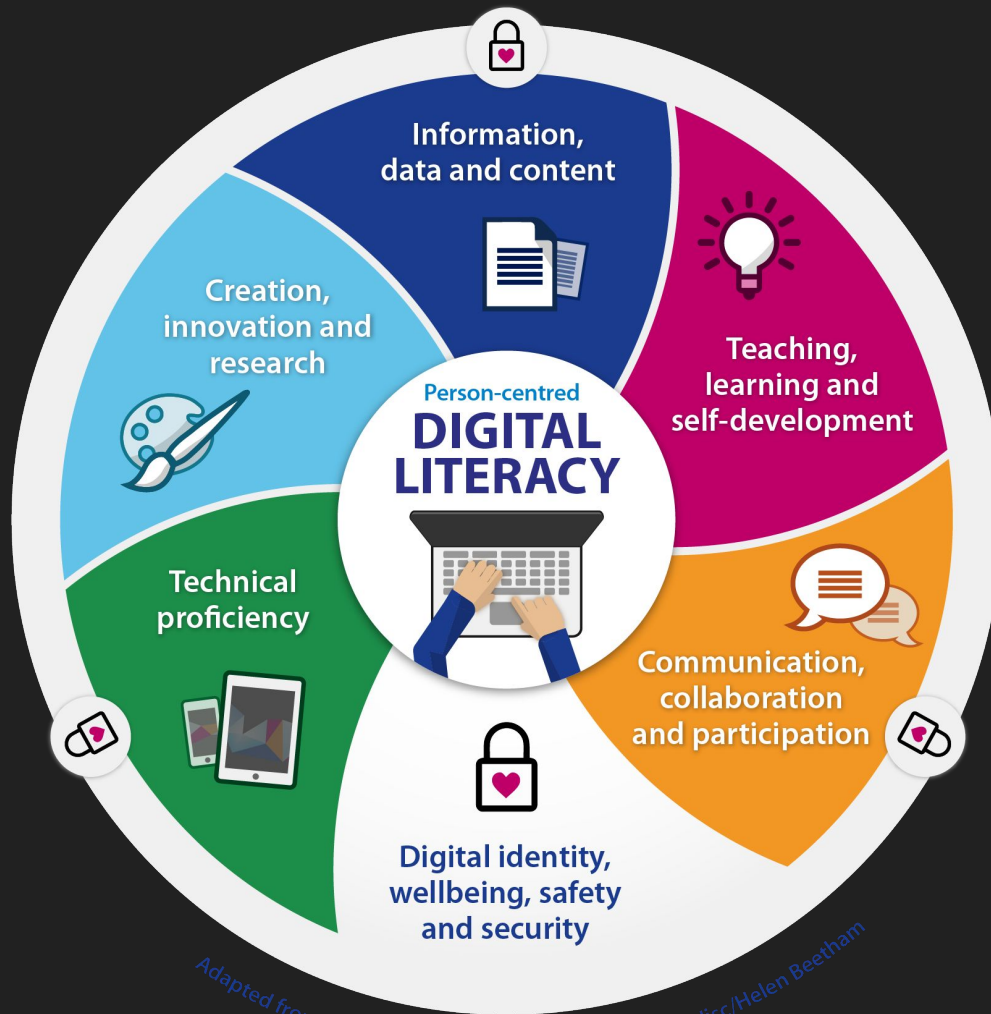 Information,
data and content
Teaching,
learning and
self-development
Creation,
innovation and
research
Person-centred
DIGITAL
LITERACY
Technical
proficiency
Communication,
collaboration
and participation
Digital identity,
wellbeing, safety
and security
Adapted
/Helen Beetham